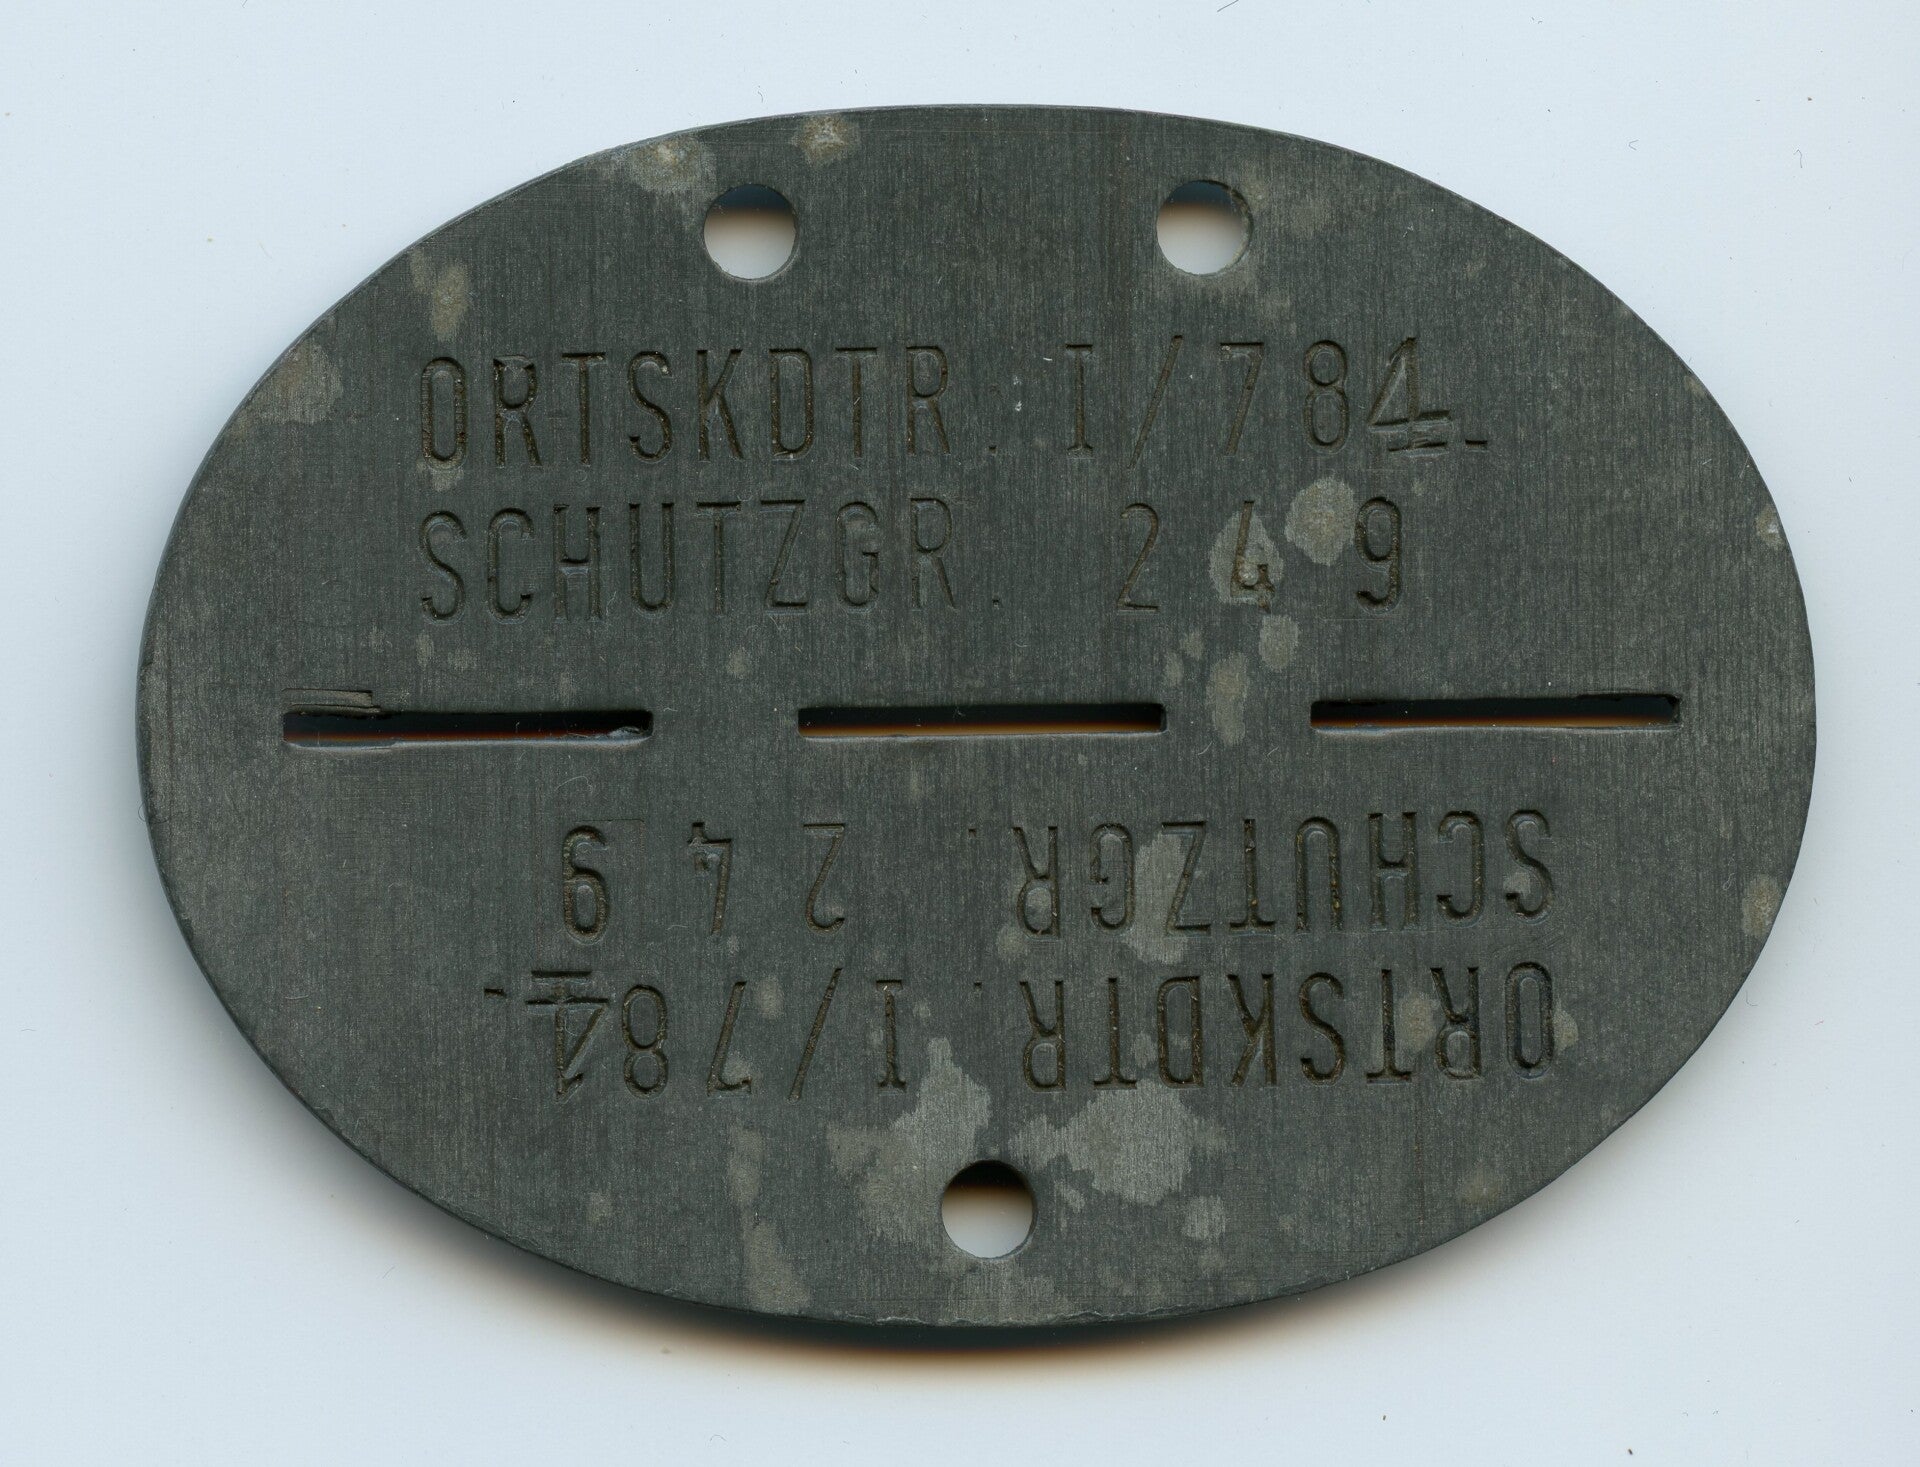 ORTSKDTR. I/784.
SCHUTZGR. 249
ORTSKDTR. I/784.
SCHUTZGR. 249